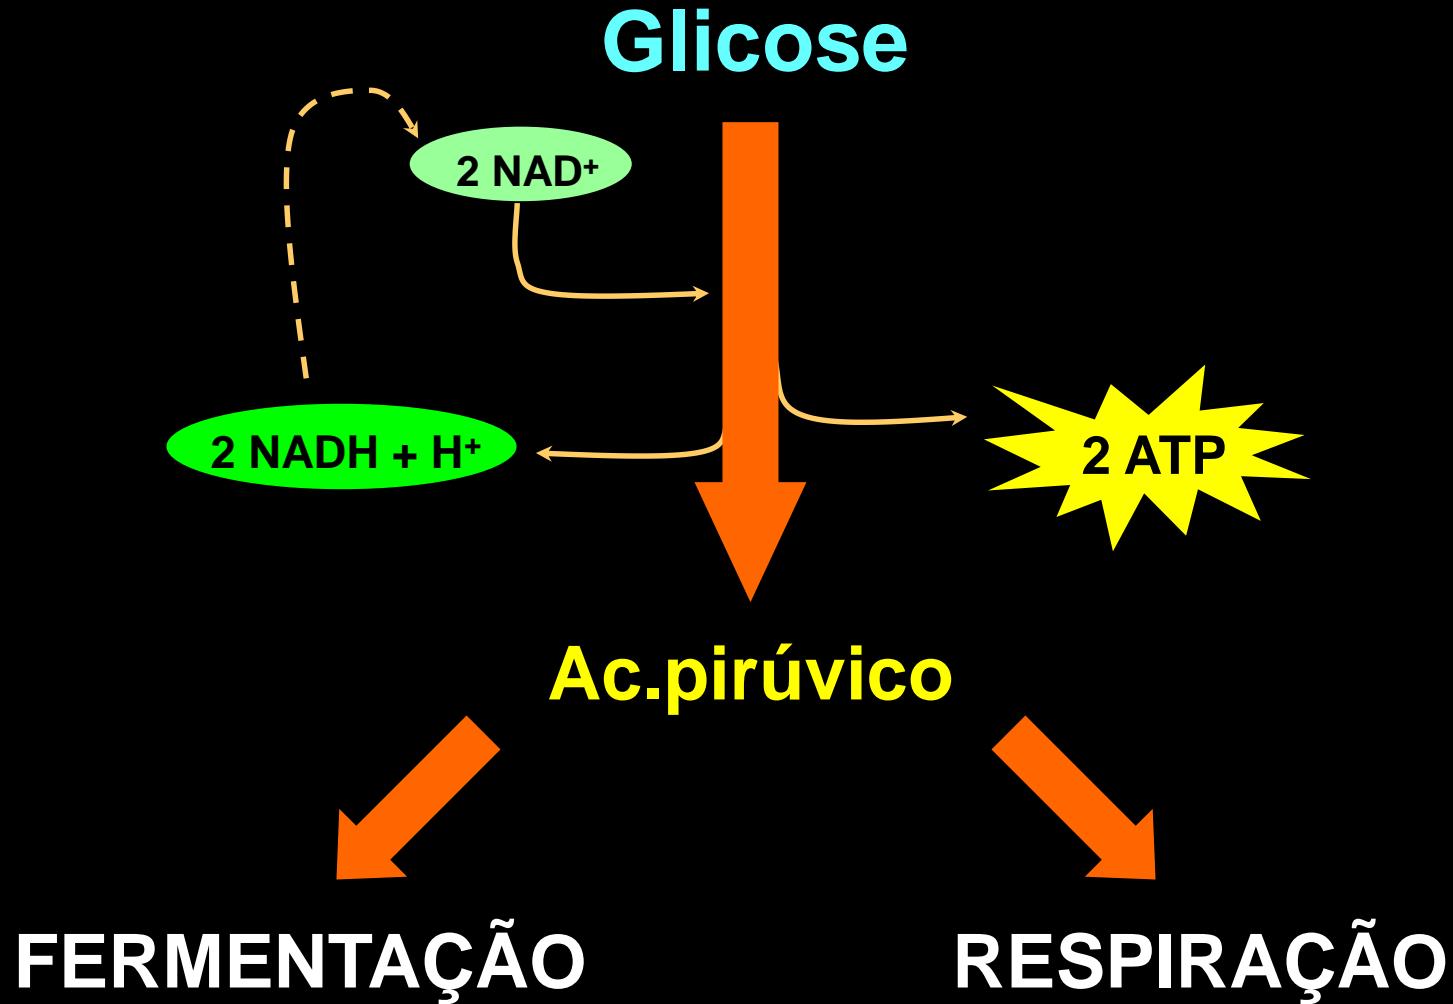 Glicose
2 NAD⁺
2 NADH + H⁺
2 ATP
Ac.pirúvico
FERMENTAÇÃO
RESPIRAÇÃO